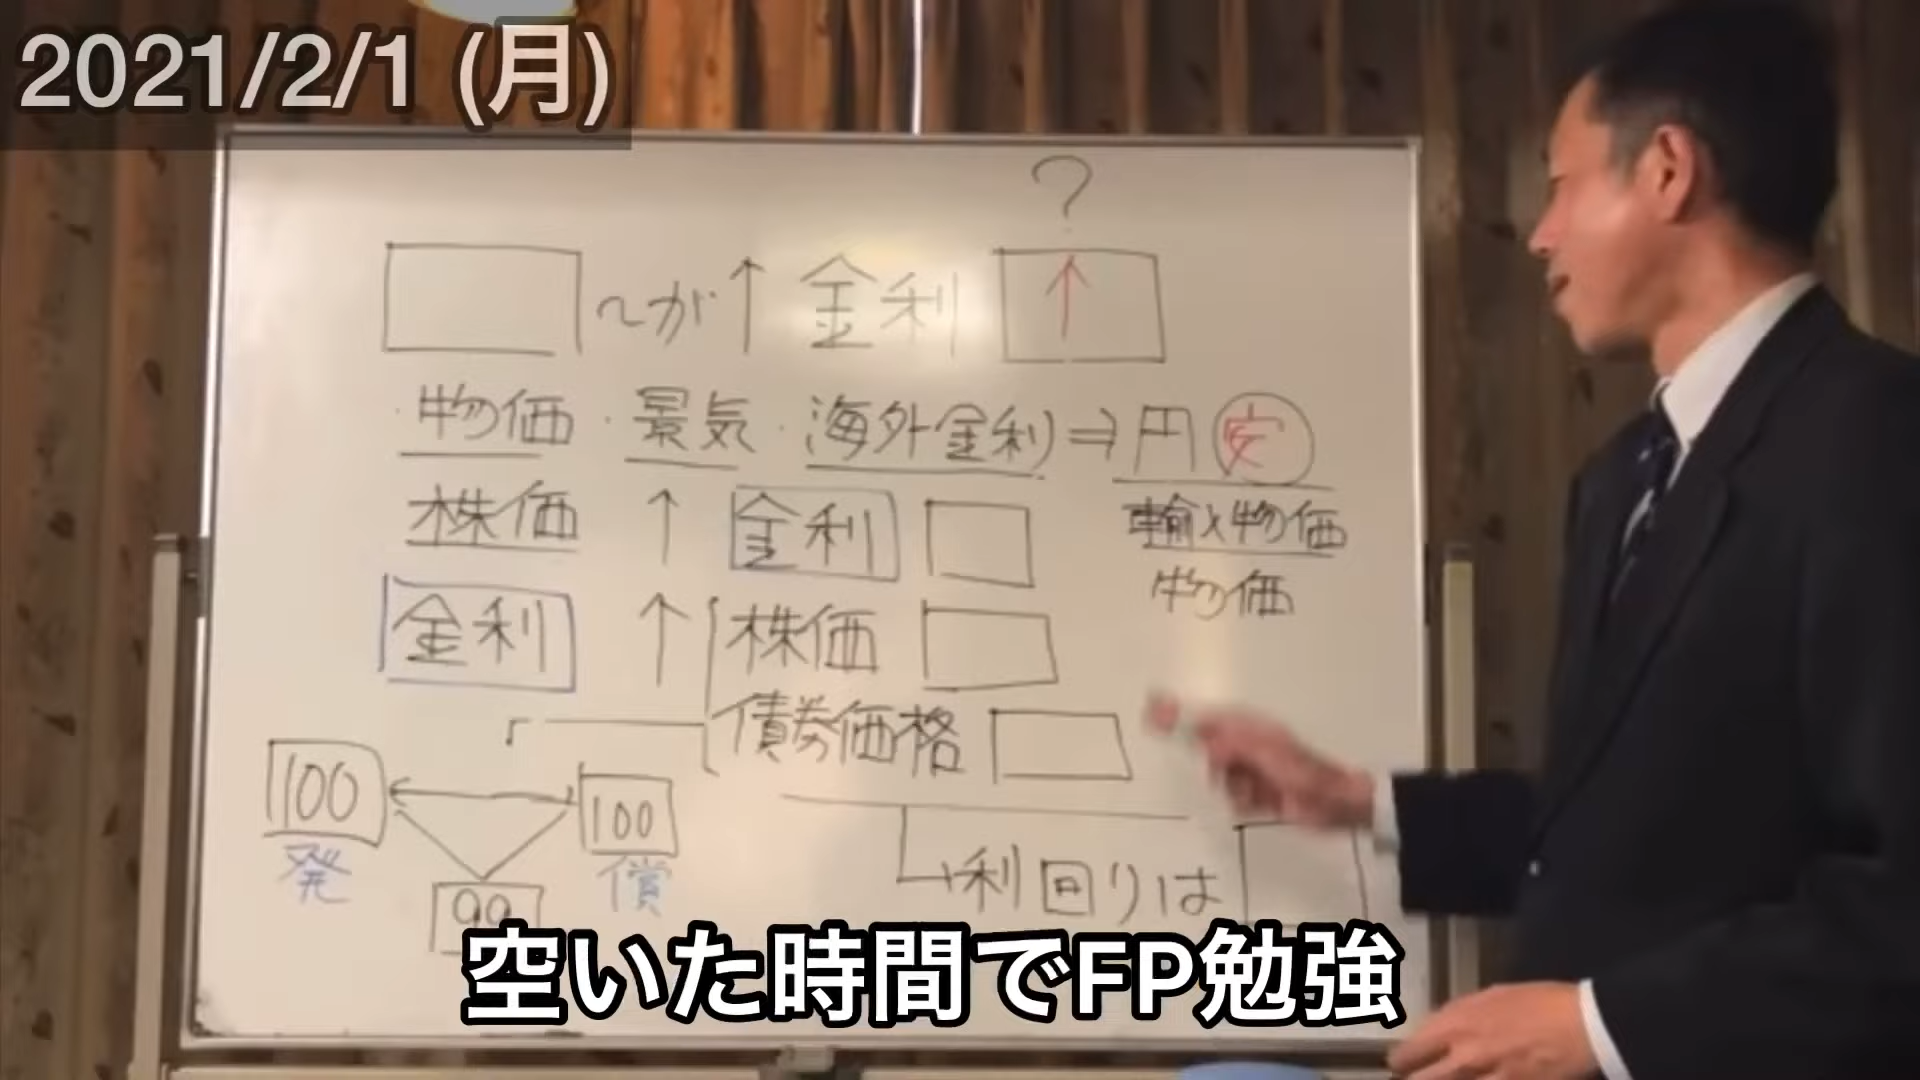 2021/2/1 (月)
?
~が↑金利 ↑
・物価・景気・海外金利⇒円安
株価 ↑ 金利
輸入物価
物価
金利 ↑ 株価
債券価格
100 100
発 償
99
→利回りは
空いた時間でFP勉強